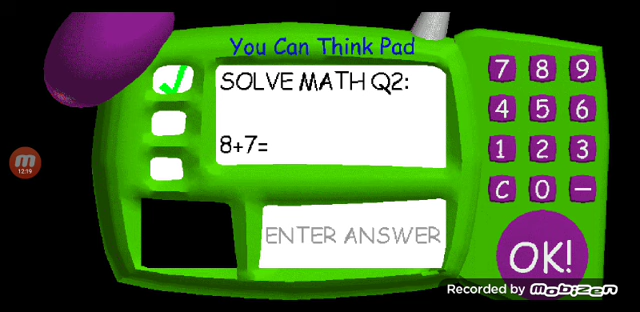 You Can Think Pad
SOLVE MATH Q2:
8+7=
ENTER ANSWER
7 8 9
4 5 6
1 2 3
C 0 −
OK!
12:19
Recorded by Mobizen